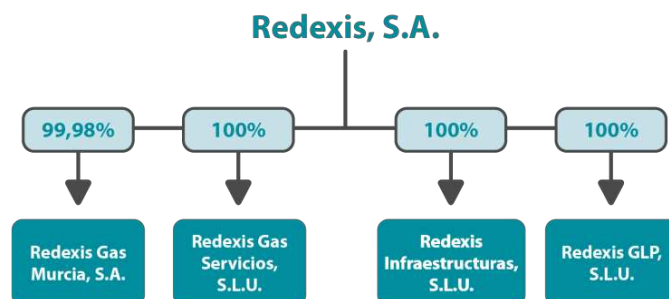 Redexis, S.A.
99,98%
100%
100%
100%
Redexis Gas
Murcia, S.A.
Redexis Gas
Servicios,
S.L.U.
Redexis
Infraestructuras,
S.L.U.
Redexis GLP,
S.L.U.